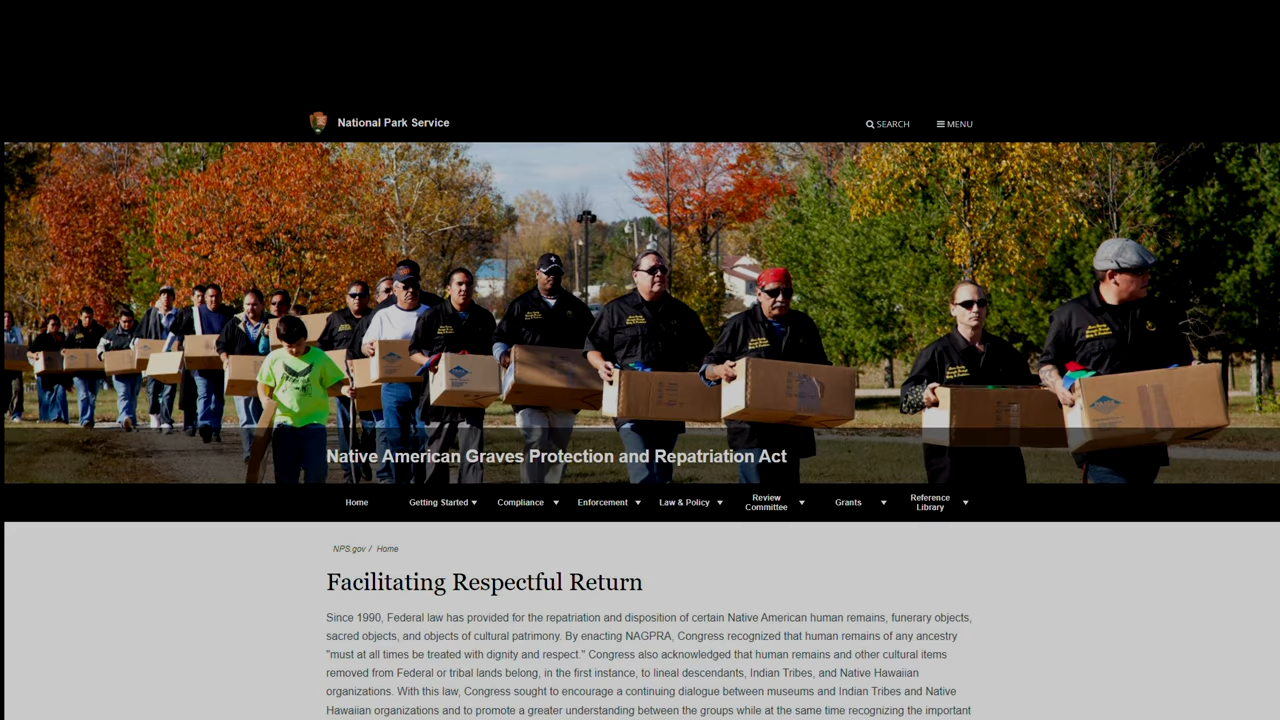 National Park Service
SEARCH
MENU
Native American Graves Protection and Repatriation Act
Home
Getting Started
Compliance
Enforcement
Law & Policy
Review
Committee
Grants
Reference
Library
NPS.gov / Home
Facilitating Respectful Return
Since 1990, Federal law has provided for the repatriation and disposition of certain Native American human remains, funerary objects,
sacred objects, and objects of cultural patrimony. By enacting NAGPRA, Congress recognized that human remains of any ancestry
"must at all times be treated with dignity and respect." Congress also acknowledged that human remains and other cultural items
removed from Federal or tribal lands belong, in the first instance, to lineal descendants, Indian Tribes, and Native Hawaiian
organizations. With this law, Congress sought to encourage a continuing dialogue between museums and Indian Tribes and Native
Hawaiian organizations and to promote a greater understanding between the groups while at the same time recognizing the important